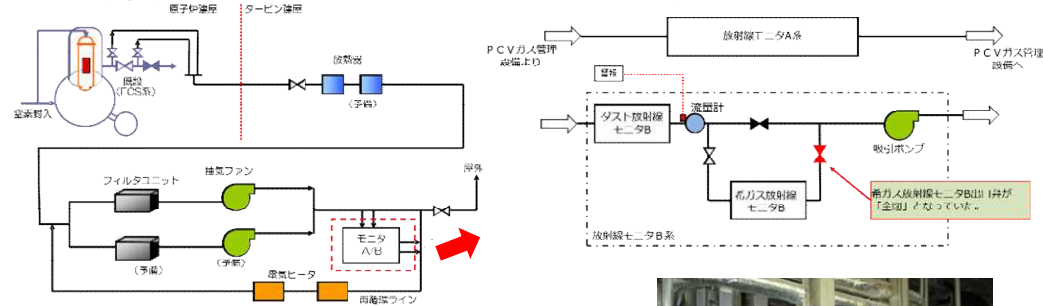 原子炉建屋
タービン建屋
放熱器
(予備)
既設
(FCS系)
窒素封入
フィルタユニット
抽気ファン
屋外
モニタ
A/B
(予備)
(予備)
電気ヒータ
再循環ライン
放射線モニタA系
PCVガス管理
設備より
PCVガス管理
設備へ
警報
流量計
ダスト放射線
モニタB
吸引ポンプ
希ガス放射線
モニタB
希ガス放射線モニタB出口弁が
「全閉」となっていた。
放射線モニタB系